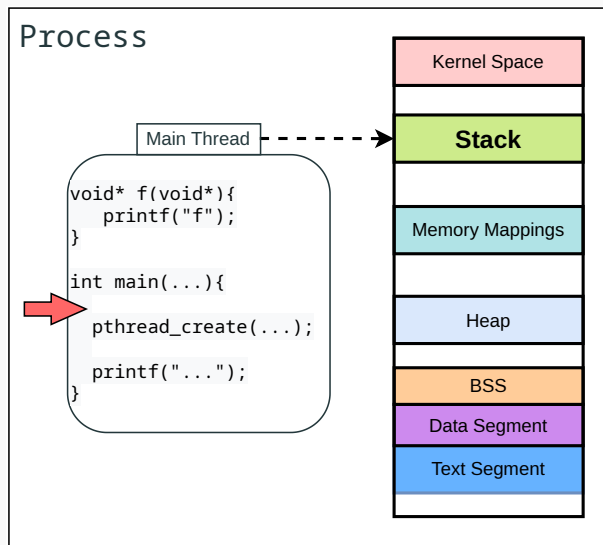 Process
Main Thread
void* f(void*){
printf("f");
}
int main(...){
pthread_create(...);
printf("...");
}
Kernel Space
Stack
Memory Mappings
Heap
BSS
Data Segment
Text Segment